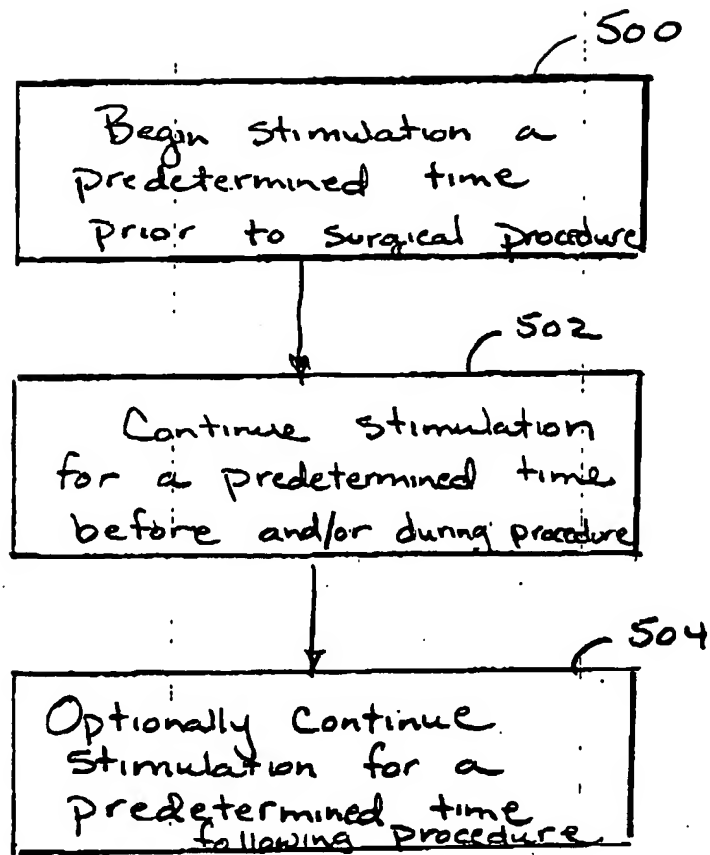 500
Begin stimulation a
predetermined time
prior to surgical procedure
502
Continue stimulation
for a predetermined time
before and/or during procedure
504
Optionally continue
stimulation for a
predetermined time
following procedure